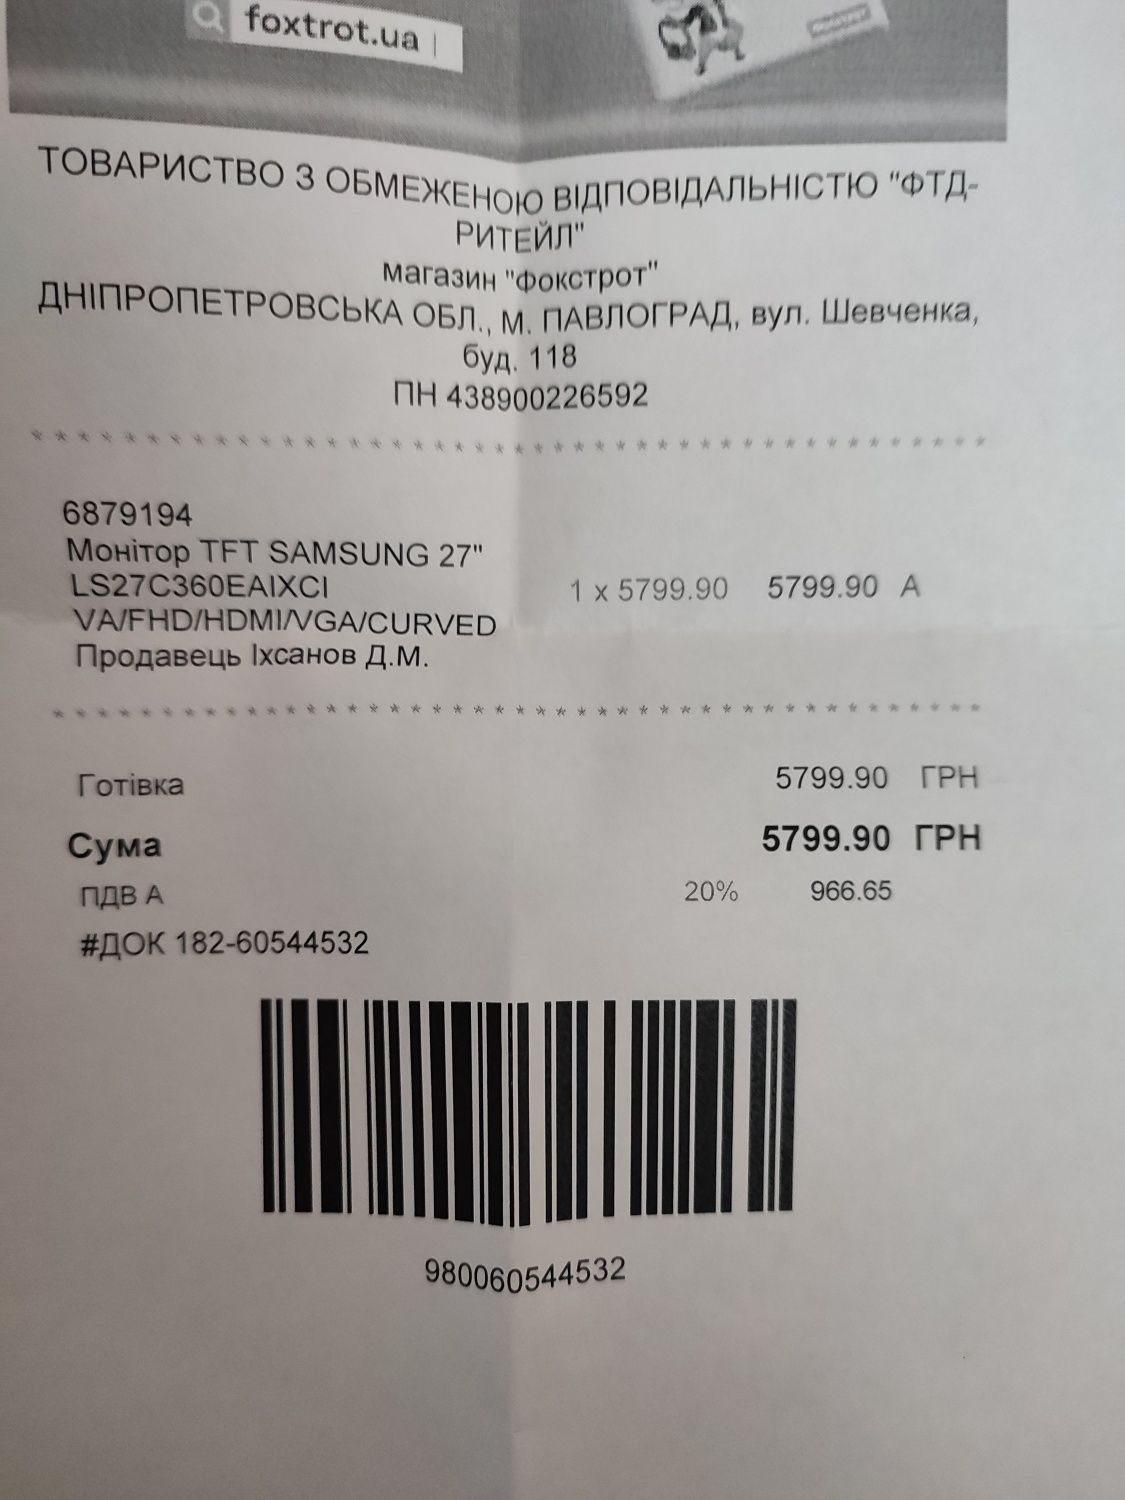 foxtrot.ua
ТОВАРИСТВО З ОБМЕЖЕНОЮ ВІДПОВІДАЛЬНІСТЮ "ФТД-
РИТЕЙЛ"
магазин "Фокстрот"
ДНІПРОПЕТРОВСЬКА ОБЛ., М. ПАВЛОГРАД, вул. Шевченка,
буд. 118
ПН 438900226592
* * * * * * * * * * * * * * * * * * * * * * * * * * * * * * * * * * * * * * * * *
6879194
Монітор TFT SAMSUNG 27"
LS27C360EAIXCI 1 x 5799.90 5799.90 А
VA/FHD/HDMI/VGA/CURVED
Продавець Іхсанов Д.М.
* * * * * * * * * * * * * * * * * * * * * * * * * * * * * * * * * * * * * * * * *
Готівка 5799.90 ГРН
Сума 5799.90 ГРН
ПДВ А 20% 966.65
#ДОК 182-60544532
980060544532